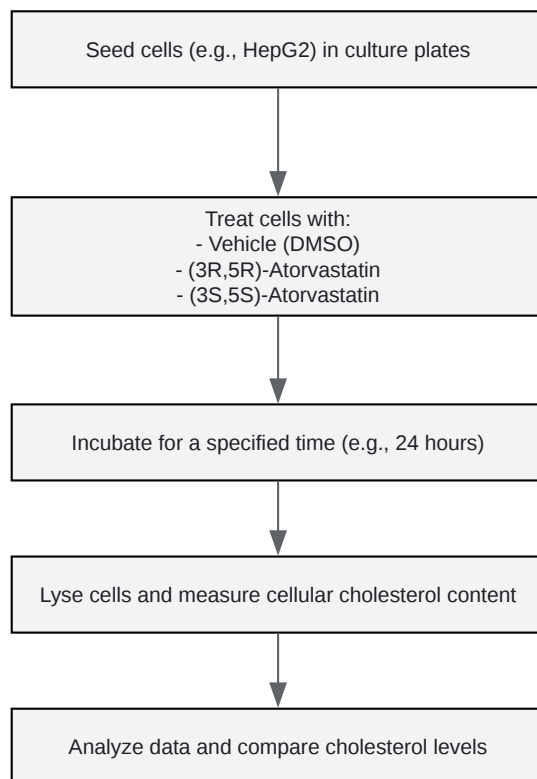 Seed cells (e.g., HepG2) in culture plates
Treat cells with:
- Vehicle (DMSO)
- (3R,5R)-Atorvastatin
- (3S,5S)-Atorvastatin
Incubate for a specified time (e.g., 24 hours)
Lyse cells and measure cellular cholesterol content
Analyze data and compare cholesterol levels